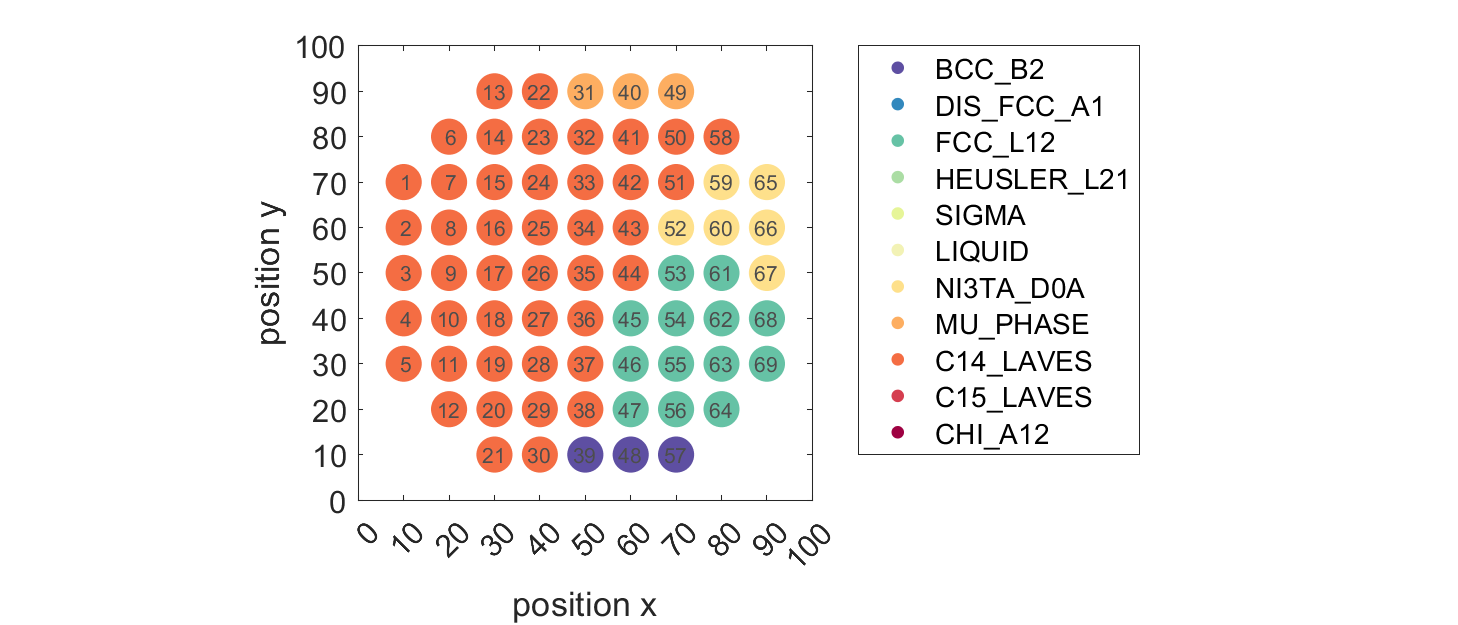 100
90
80
70
60
50
40
30
20
10
0
position y
13 22 31 40 49
6 14 23 32 41 50 58
1 7 15 24 33 42 51 59 65
2 8 16 25 34 43 52 60 66
3 9 17 26 35 44 53 61 67
4 10 18 27 36 45 54 62 68
5 11 19 28 37 46 55 63 69
12 20 29 38 47 56 64
21 30 39 48 57
0 10 20 30 40 50 60 70 80 90 100
position x
BCC_B2
DIS_FCC_A1
FCC_L12
HEUSLER_L21
SIGMA
LIQUID
NI3TA_D0A
MU_PHASE
C14_LAVES
C15_LAVES
CHI_A12